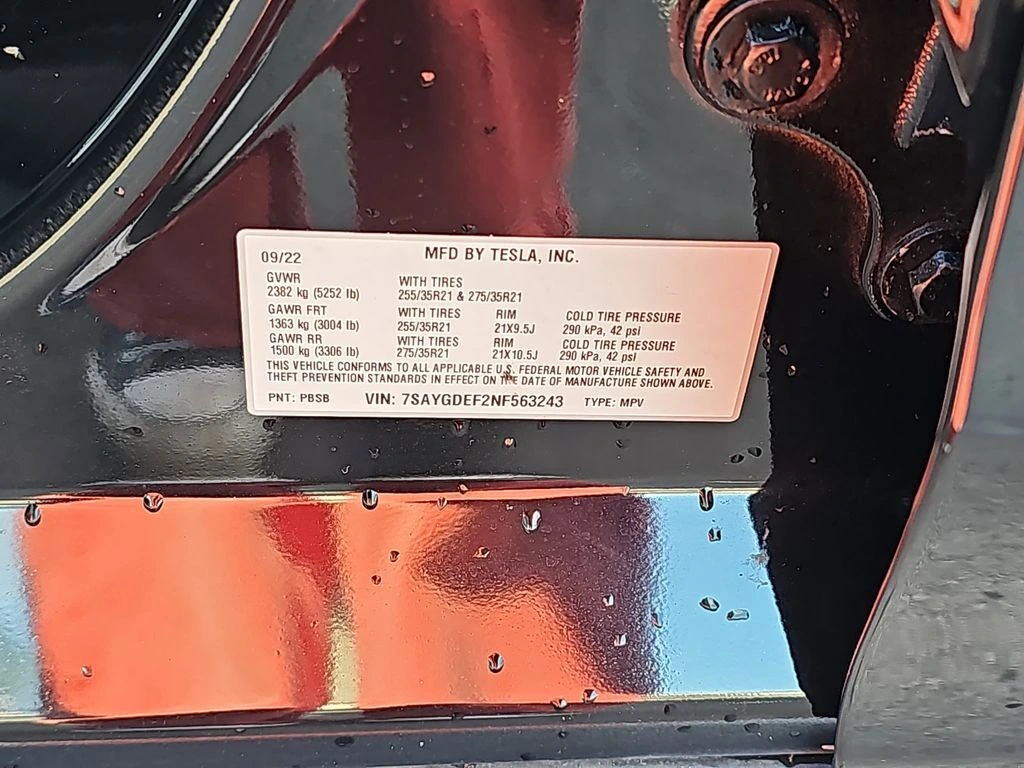 09/22 MFD BY TESLA, INC.
GVWR WITH TIRES
2382 kg (5252 lb) 255/35R21 & 275/35R21
GAWR FRT WITH TIRES RIM COLD TIRE PRESSURE
1363 kg (3004 lb) 255/35R21 21X9.5J 290 kPa, 42 psi
GAWR RR WITH TIRES RIM COLD TIRE PRESSURE
1500 kg (3306 lb) 275/35R21 21X10.5J 290 kPa, 42 psi
THIS VEHICLE CONFORMS TO ALL APPLICABLE U.S. FEDERAL MOTOR VEHICLE SAFETY AND
THEFT PREVENTION STANDARDS IN EFFECT ON THE DATE OF MANUFACTURE SHOWN ABOVE.
PNT: PBSB VIN: 7SAYGDEF2NF563243 TYPE: MPV